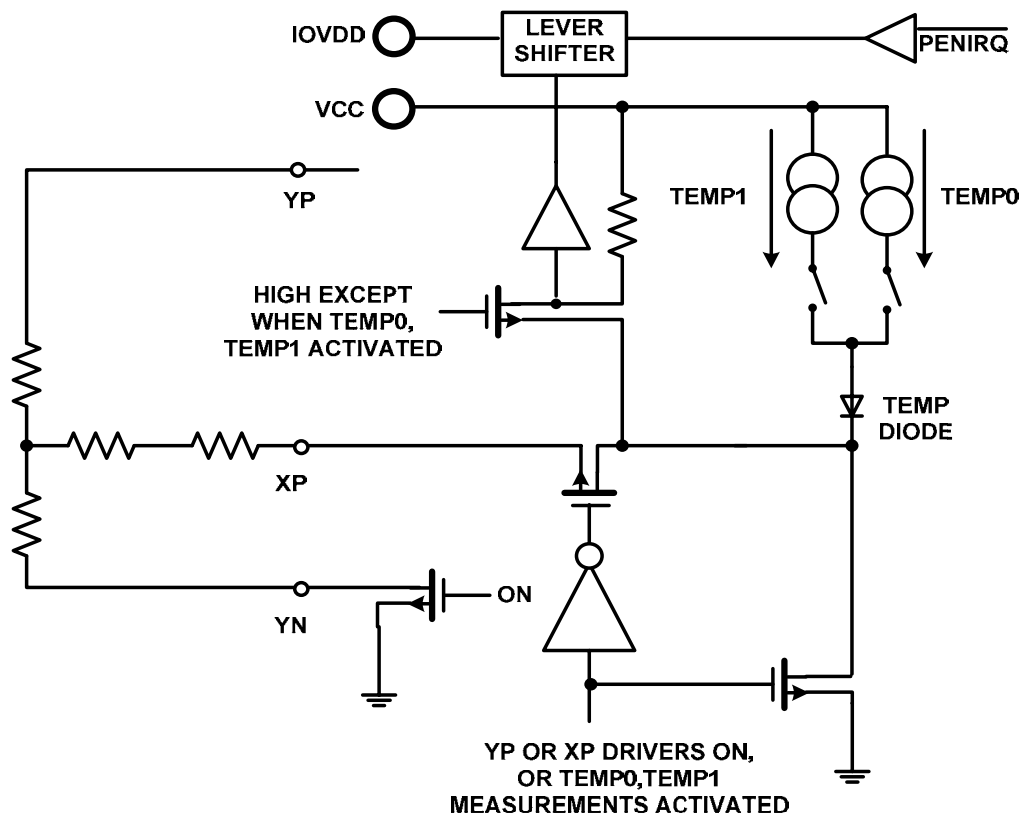 IOVDD
LEVER
SHIFTER
PENIRQ
VCC
YP
TEMP1
TEMP0
HIGH EXCEPT
WHEN TEMP0,
TEMP1 ACTIVATED
TEMP
DIODE
XP
YN
ON
YP OR XP DRIVERS ON,
OR TEMP0,TEMP1
MEASUREMENTS ACTIVATED